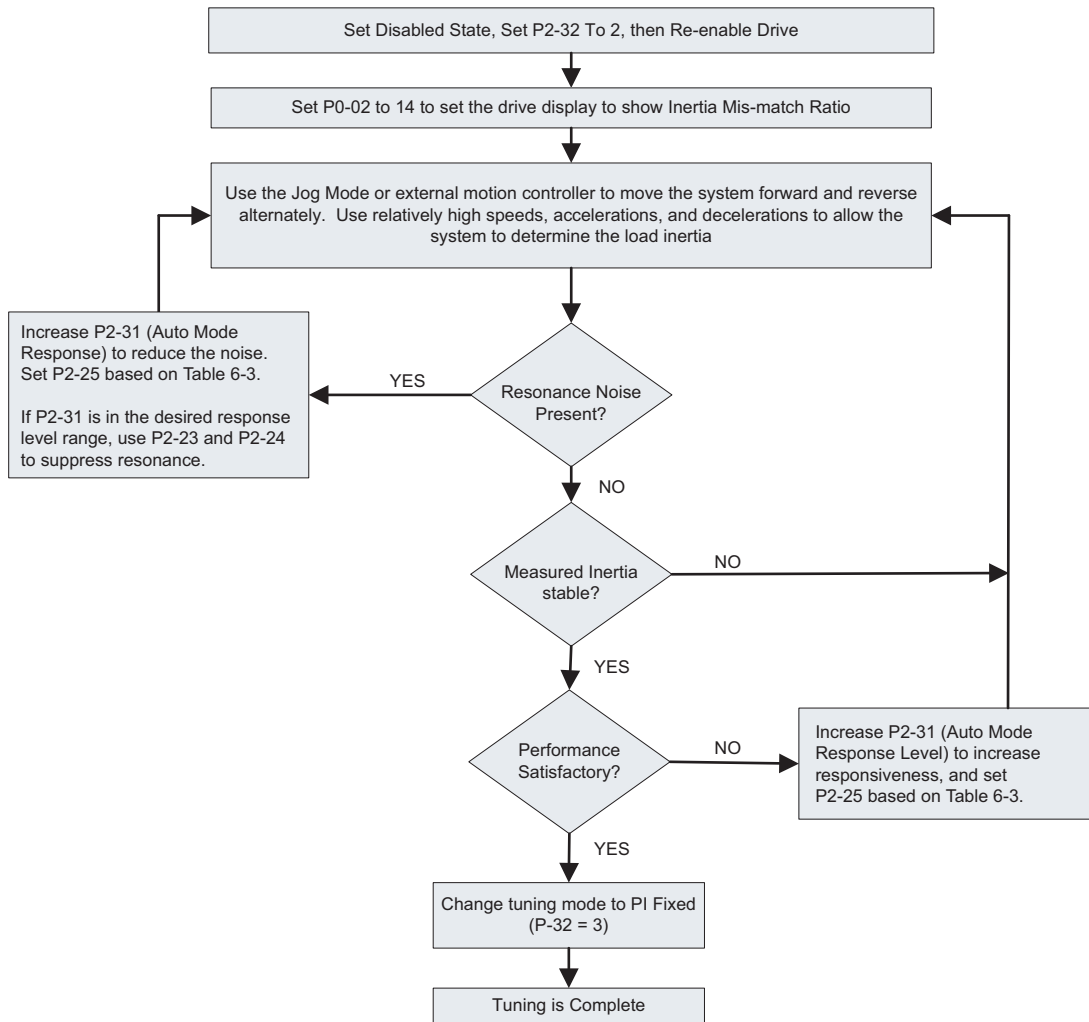 Set Disabled State, Set P2-32 To 2, then Re-enable Drive
Set P0-02 to 14 to set the drive display to show Inertia Mis-match Ratio
Use the Jog Mode or external motion controller to move the system forward and reverse
alternately. Use relatively high speeds, accelerations, and decelerations to allow the
system to determine the load inertia
Increase P2-31 (Auto Mode
Response) to reduce the noise.
Set P2-25 based on Table 6-3.
If P2-31 is in the desired response
level range, use P2-23 and P2-24
to suppress resonance.
YES
Resonance Noise
Present?
NO
Measured Inertia
stable?
NO
YES
Performance
Satisfactory?
NO
Increase P2-31 (Auto Mode
Response Level) to increase
responsiveness, and set
P2-25 based on Table 6-3.
YES
Change tuning mode to PI Fixed
(P-32 = 3)
Tuning is Complete